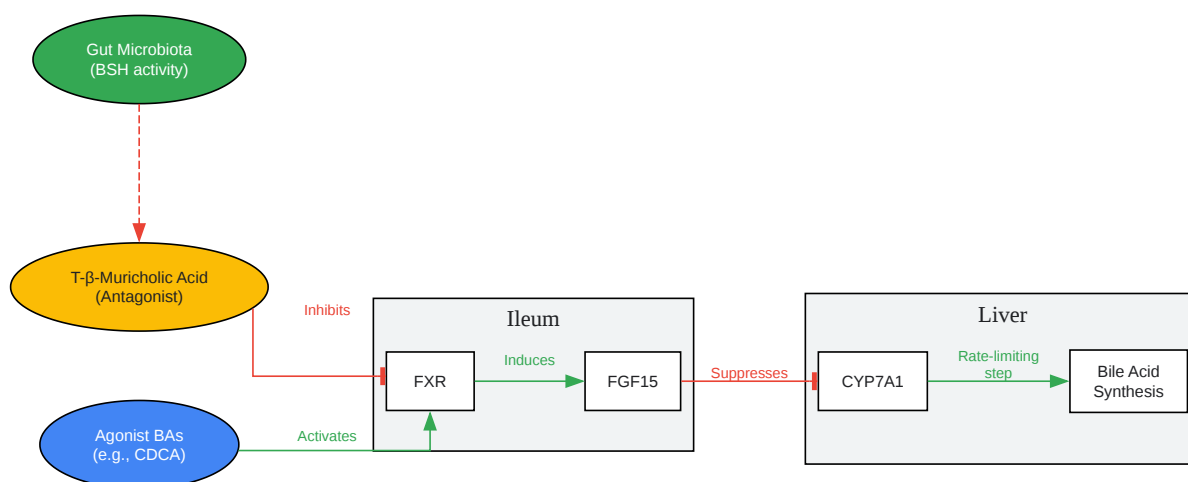 Gut Microbiota
(BSH activity)
T-β-Muricholic Acid
(Antagonist)
Inhibits
Ileum
Liver
FXR
Induces
FGF15
Suppresses
CYP7A1
Rate-limiting
step
Bile Acid
Synthesis
Agonist BAs
(e.g., CDCA)
Activates